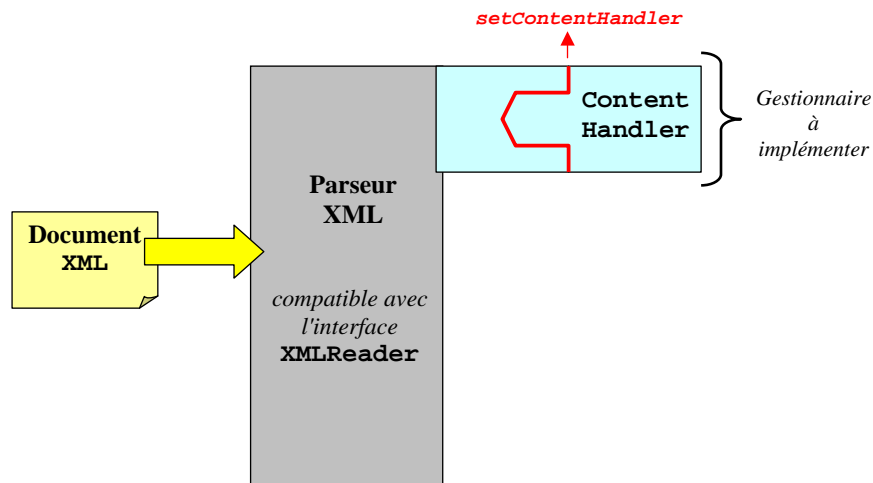 setContentHandler
Content
Handler
Gestionnaire
à
implémenter
Parseur
XML
Document
XML
compatible avec
l'interface
XMLReader